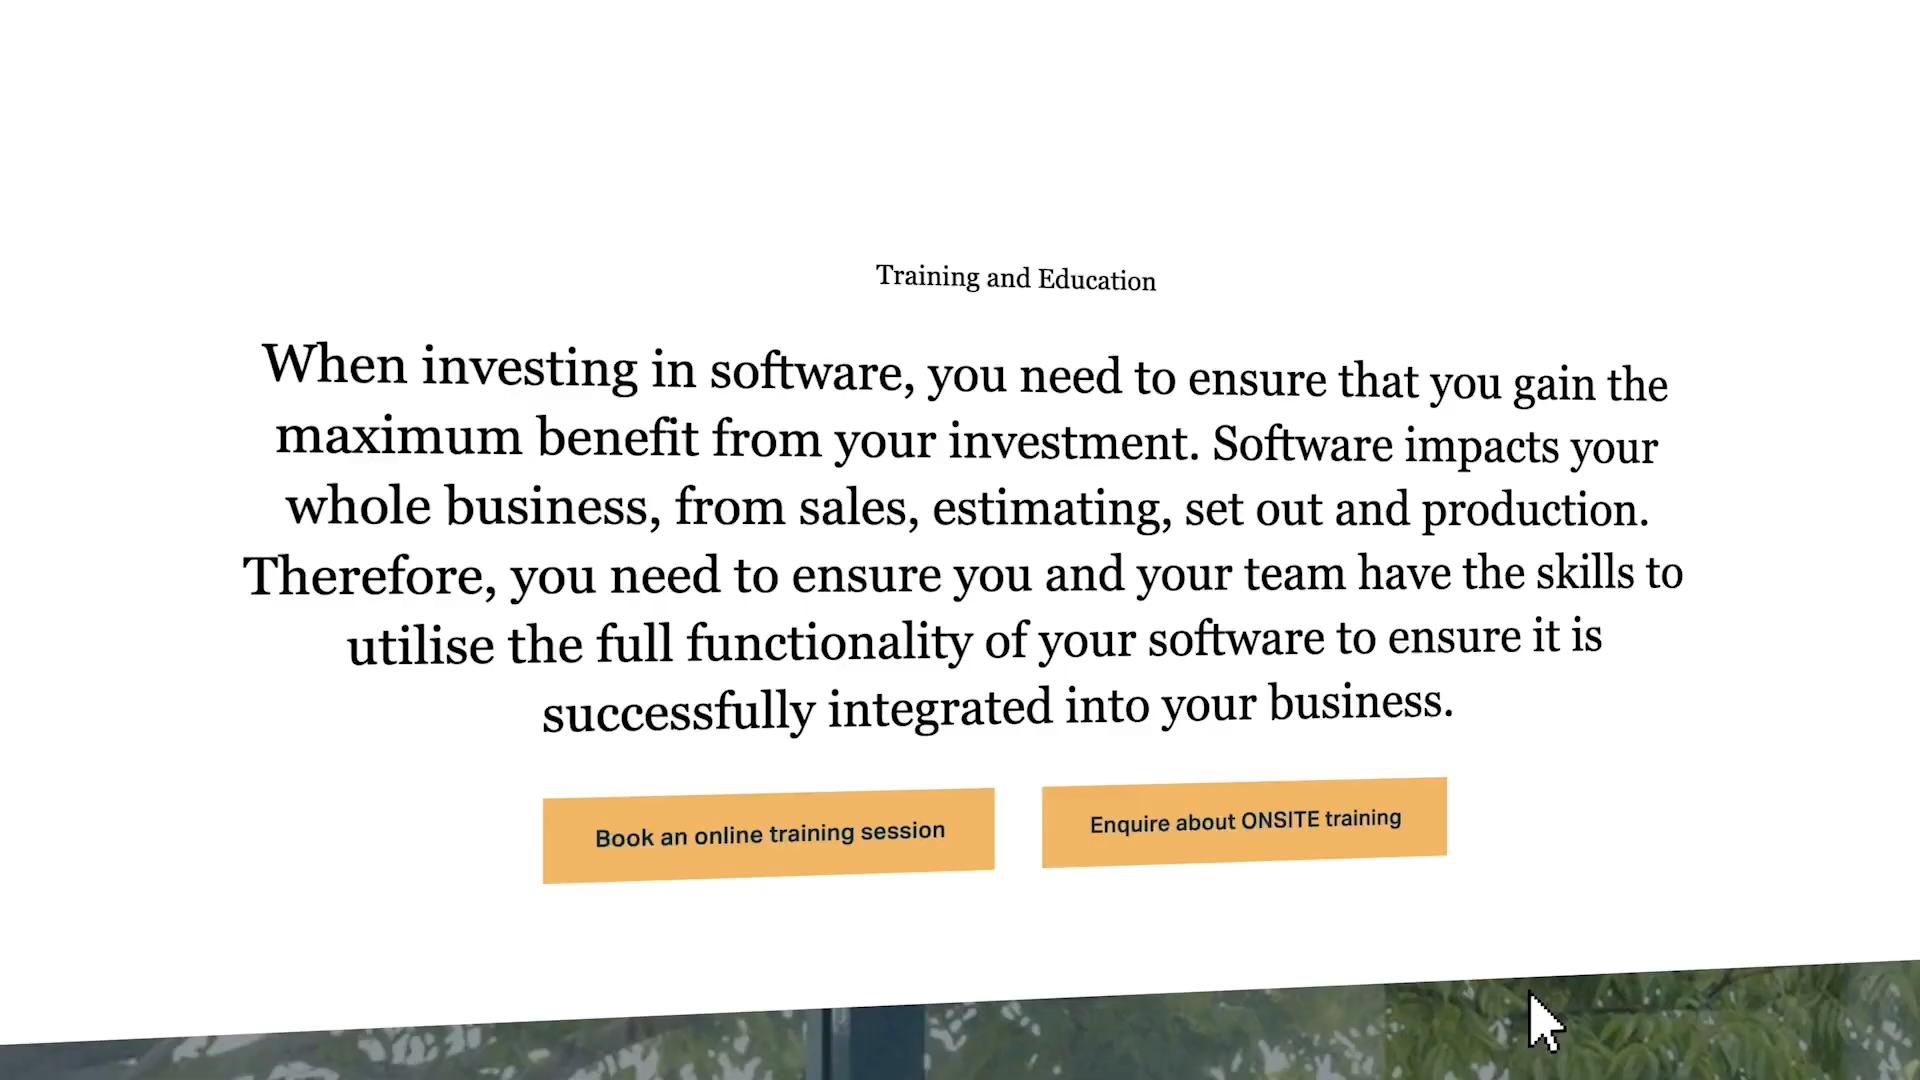 Training and Education
When investing in software, you need to ensure that you gain the
maximum benefit from your investment. Software impacts your
whole business, from sales, estimating, set out and production.
Therefore, you need to ensure you and your team have the skills to
utilise the full functionality of your software to ensure it is
successfully integrated into your business.
Book an online training session
Enquire about ONSITE training